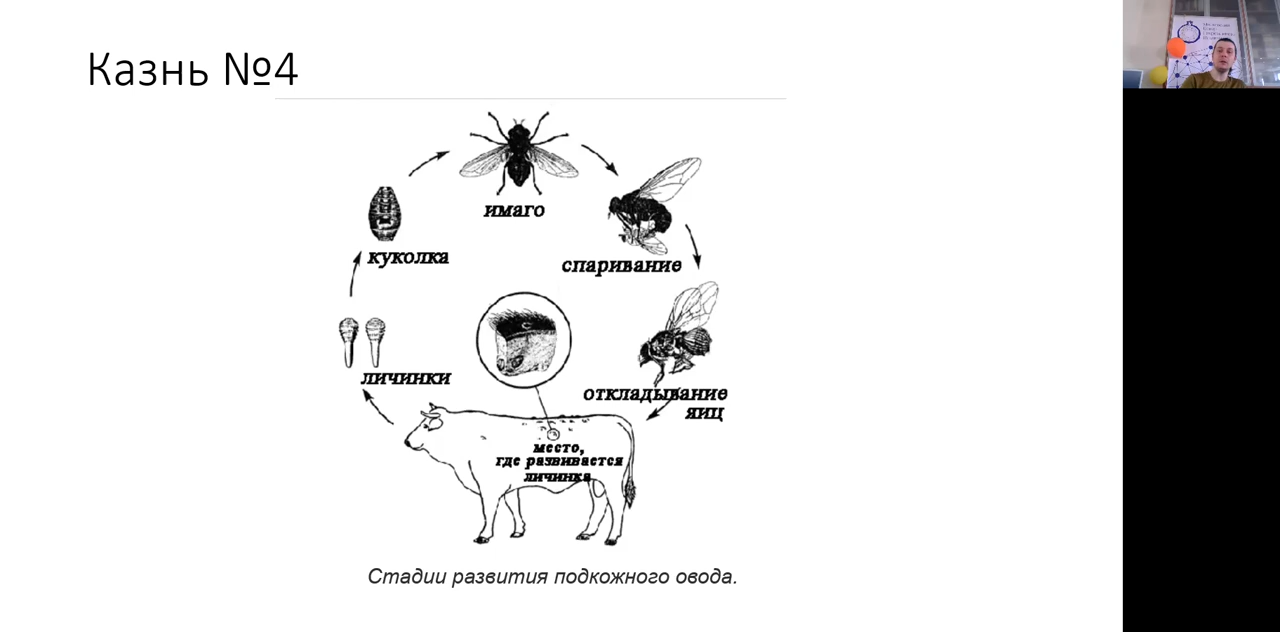 Казнь №4
имаго
куколка
спаривание
личинки
откладывание
яиц
место,
где развивается
личинка
Стадии развития подкожного овода.